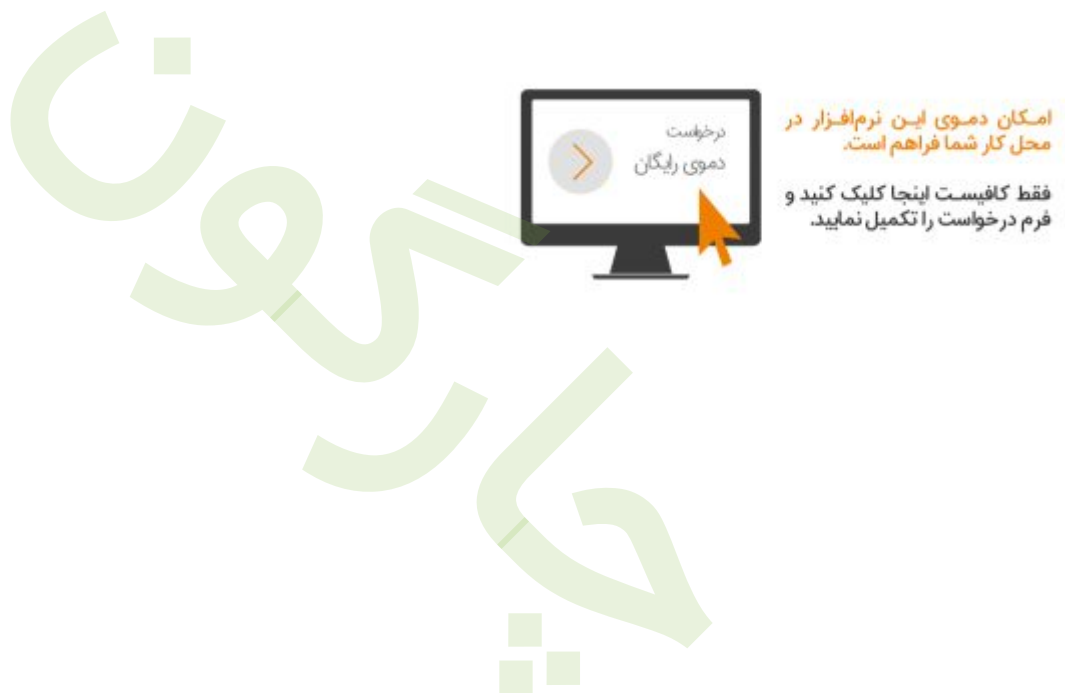 امکان دموی این نرم‌افزار در
محل کار شما فراهم است.
فقط کافیست اینجا کلیک کنید و
فرم درخواست را تکمیل نمایید.
درخواست
دموی رایگان
چارگون